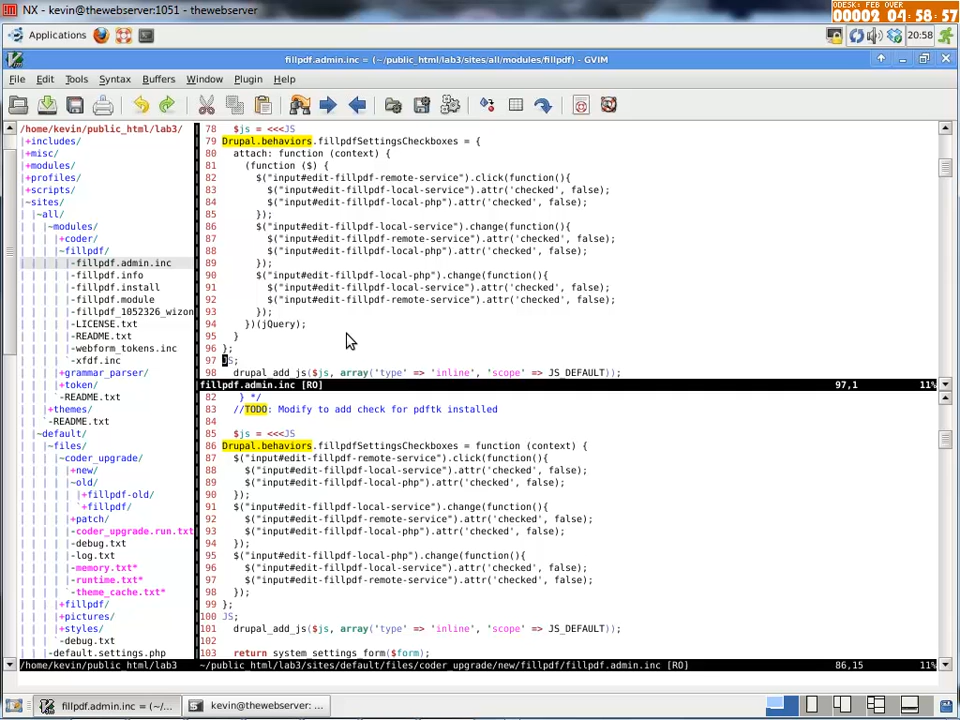 NX - kevin@thewebserver:1051 - thewebserver
ODESK: FEB OVER
00002 04:58:57
Applications
20:58
fillpdf.admin.inc = (~/public_html/lab3/sites/all/modules/fillpdf) - GVIM
File Edit Tools Syntax Buffers Window Plugin Help
/home/kevin/public_html/lab3/
|+includes/
|+misc/
|+modules/
|+profiles/
|+scripts/
|~sites/
| |~all/
| | |~modules/
| | | |+coder/
| | | |~fillpdf/
| | | | |-fillpdf.admin.inc
| | | | |-fillpdf.info
| | | | |-fillpdf.install
| | | | |-fillpdf.module
| | | | |-fillpdf_1052326_wizon
| | | | |-LICENSE.txt
| | | | |-README.txt
| | | | |-webform_tokens.inc
| | | | `-xfdf.inc
| | | |+grammar_parser/
| | | |+token/
| | | `-README.txt
| | |+themes/
| | `-README.txt
| |~default/
| | |~files/
| | | |~coder_upgrade/
| | | | |+new/
| | | | |~old/
| | | | | |+fillpdf-old/
| | | | | `+fillpdf/
| | | | |+patch/
| | | | |-coder_upgrade.run.txt
| | | | |-debug.txt
| | | | |-log.txt
| | | | |-memory.txt*
| | | | |-runtime.txt*
| | | | `-theme_cache.txt*
| | | |+fillpdf/
| | | |+pictures/
| | | |+styles/
| | | `-debug.txt
| | |-default.settings.php
/home/kevin/public_html/lab3
78 $js = <<<JS
79 Drupal.behaviors.fillpdfSettingsCheckboxes = {
80 attach: function (context) {
81 (function ($) {
82 $("input#edit-fillpdf-remote-service").click(function(){
83 $("input#edit-fillpdf-local-service").attr('checked', false);
84 $("input#edit-fillpdf-local-php").attr('checked', false);
85 });
86 $("input#edit-fillpdf-local-service").change(function(){
87 $("input#edit-fillpdf-remote-service").attr('checked', false);
88 $("input#edit-fillpdf-local-php").attr('checked', false);
89 });
90 $("input#edit-fillpdf-local-php").change(function(){
91 $("input#edit-fillpdf-local-service").attr('checked', false);
92 $("input#edit-fillpdf-remote-service").attr('checked', false);
93 });
94 })(jQuery);
95 }
96 };
97 JS;
98 drupal_add_js($js, array('type' => 'inline', 'scope' => JS_DEFAULT));
fillpdf.admin.inc [RO] 97,1 11%
82 } */
83 //TODO: Modify to add check for pdftk installed
84
85 $js = <<<JS
86 Drupal.behaviors.fillpdfSettingsCheckboxes = function (context) {
87 $("input#edit-fillpdf-remote-service").click(function(){
88 $("input#edit-fillpdf-local-service").attr('checked', false);
89 $("input#edit-fillpdf-local-php").attr('checked', false);
90 });
91 $("input#edit-fillpdf-local-service").change(function(){
92 $("input#edit-fillpdf-remote-service").attr('checked', false);
93 $("input#edit-fillpdf-local-php").attr('checked', false);
94 });
95 $("input#edit-fillpdf-local-php").change(function(){
96 $("input#edit-fillpdf-local-service").attr('checked', false);
97 $("input#edit-fillpdf-remote-service").attr('checked', false);
98 });
99 };
100 JS;
101 drupal_add_js($js, array('type' => 'inline', 'scope' => JS_DEFAULT));
102
103 return system_settings_form($form);
~/public_html/lab3/sites/default/files/coder_upgrade/new/fillpdf/fillpdf.admin.inc [RO] 86,15 11%
fillpdf.admin.inc = (~/...
kevin@thewebserver: ...